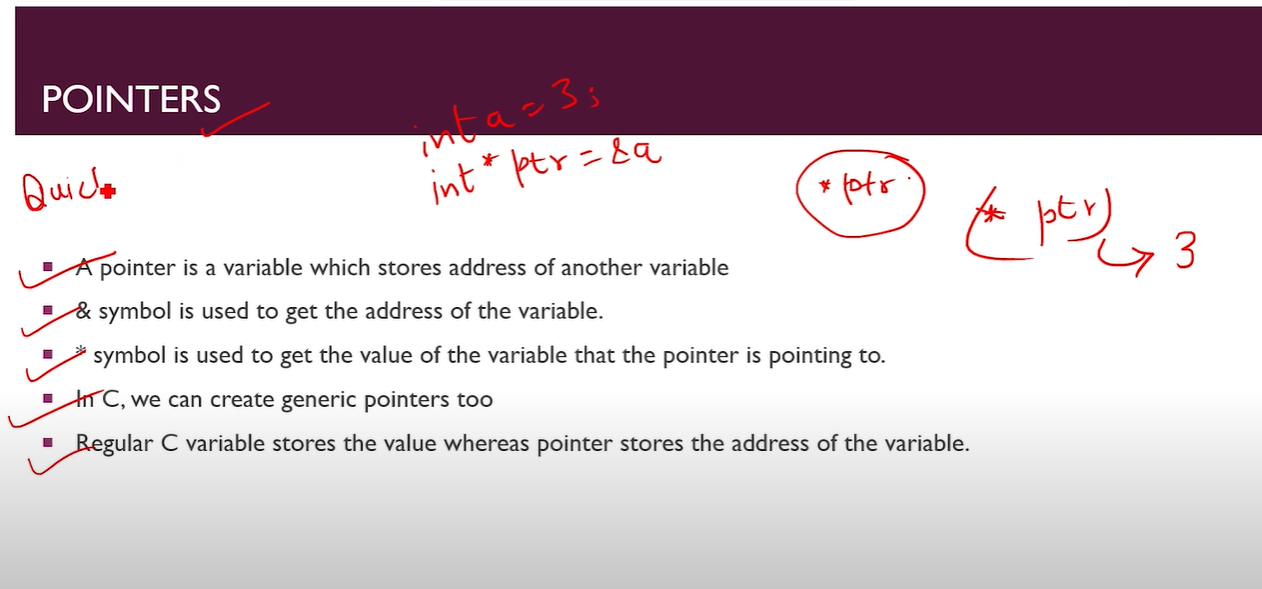 POINTERS
int a = 3;
int * ptr = &a
Quick
* ptr
(* ptr)
3
A pointer is a variable which stores address of another variable
& symbol is used to get the address of the variable.
* symbol is used to get the value of the variable that the pointer is pointing to.
In C, we can create generic pointers too
Regular C variable stores the value whereas pointer stores the address of the variable.